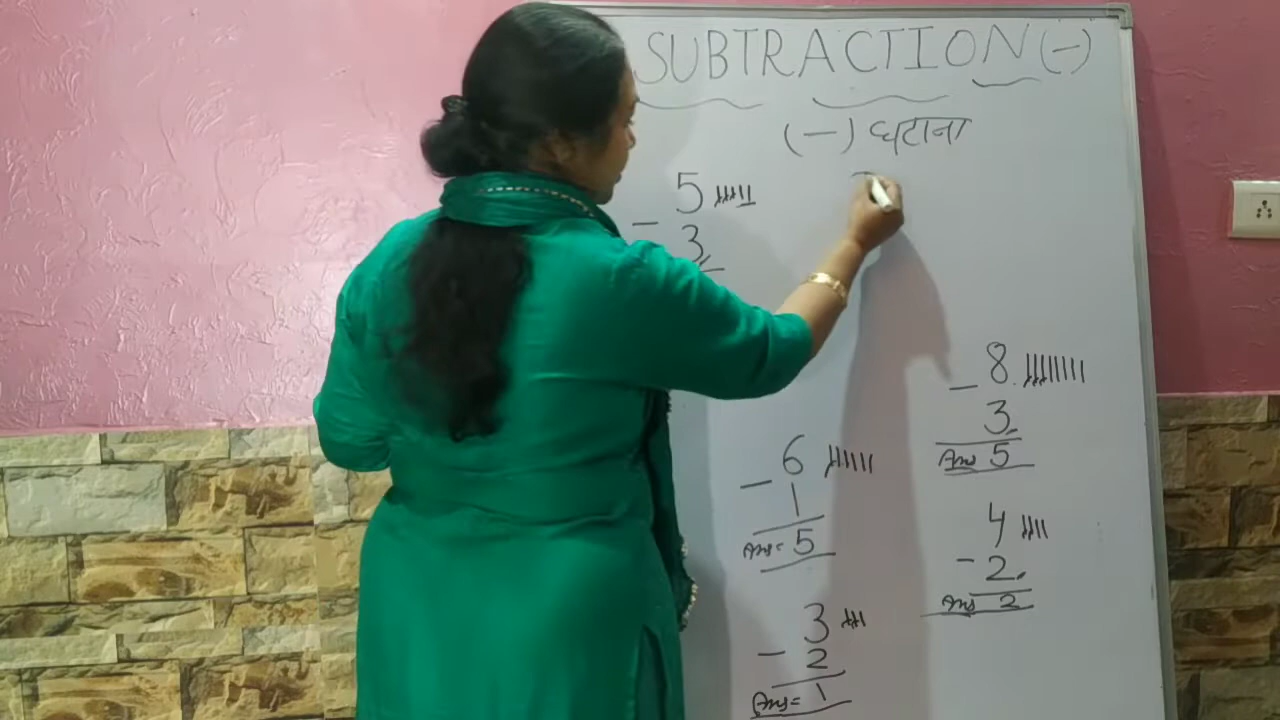 SUBTRACTION (-)
(-) घटाना
5
- 3
8
- 3
Ans 5
6
- 1
Ans= 5
4
- 2
Ans 2
3
- 2
Ans= 1